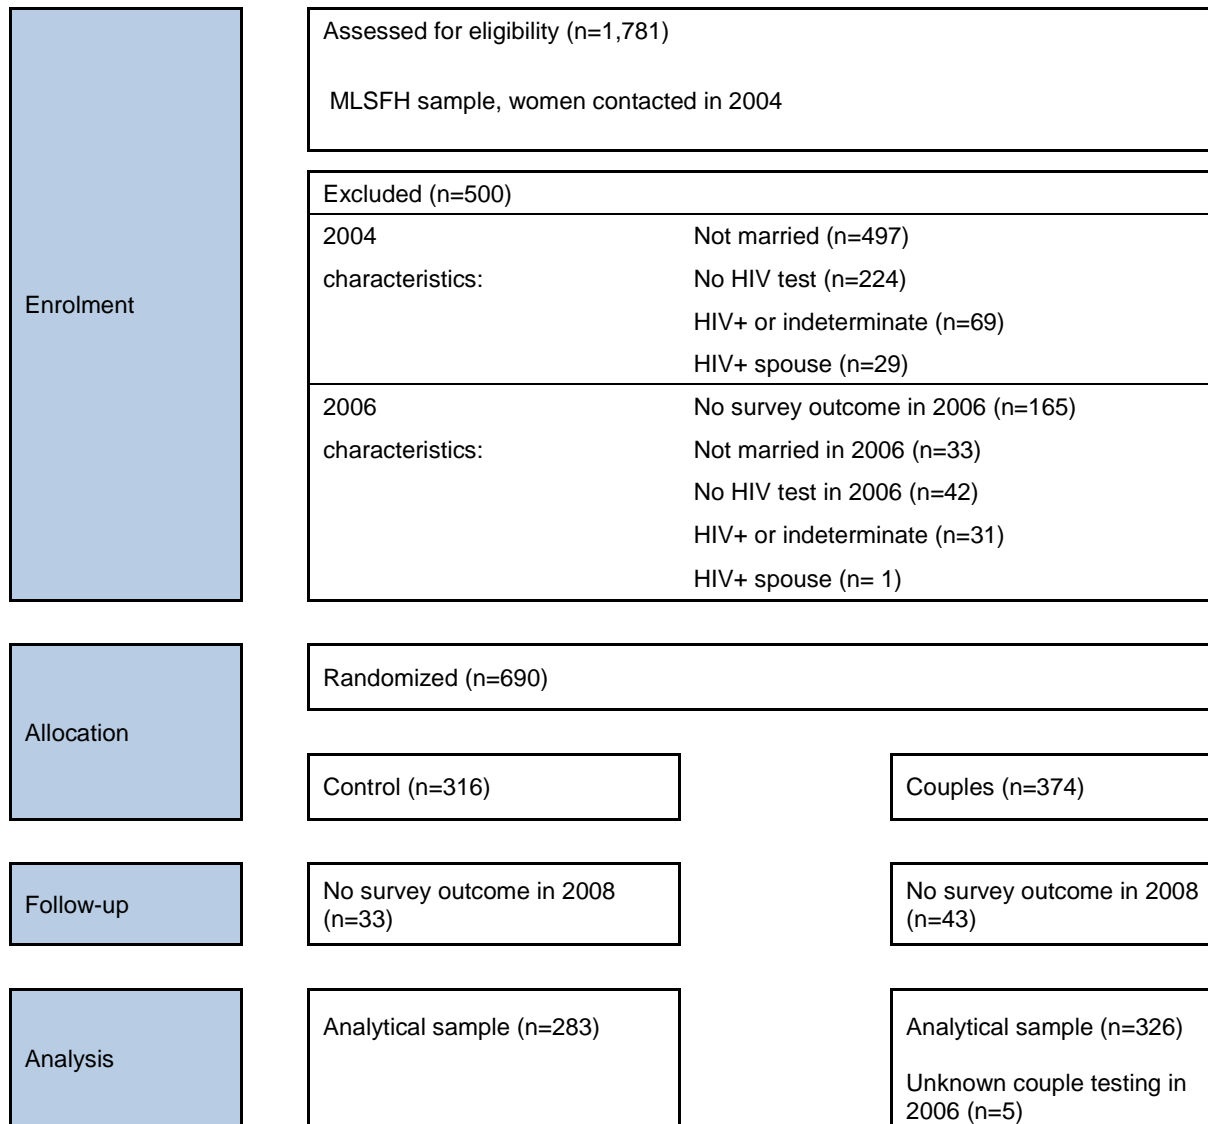 Enrolment
Assessed for eligibility (n=1,781)
MLSFH sample, women contacted in 2004
Excluded (n=500)
2004 Not married (n=497)
characteristics: No HIV test (n=224)
HIV+ or indeterminate (n=69)
HIV+ spouse (n=29)
2006 No survey outcome in 2006 (n=165)
characteristics: Not married in 2006 (n=33)
No HIV test in 2006 (n=42)
HIV+ or indeterminate (n=31)
HIV+ spouse (n= 1)
Allocation
Randomized (n=690)
Control (n=316)
Couples (n=374)
Follow-up
No survey outcome in 2008
(n=33)
No survey outcome in 2008
(n=43)
Analysis
Analytical sample (n=283)
Analytical sample (n=326)
Unknown couple testing in
2006 (n=5)